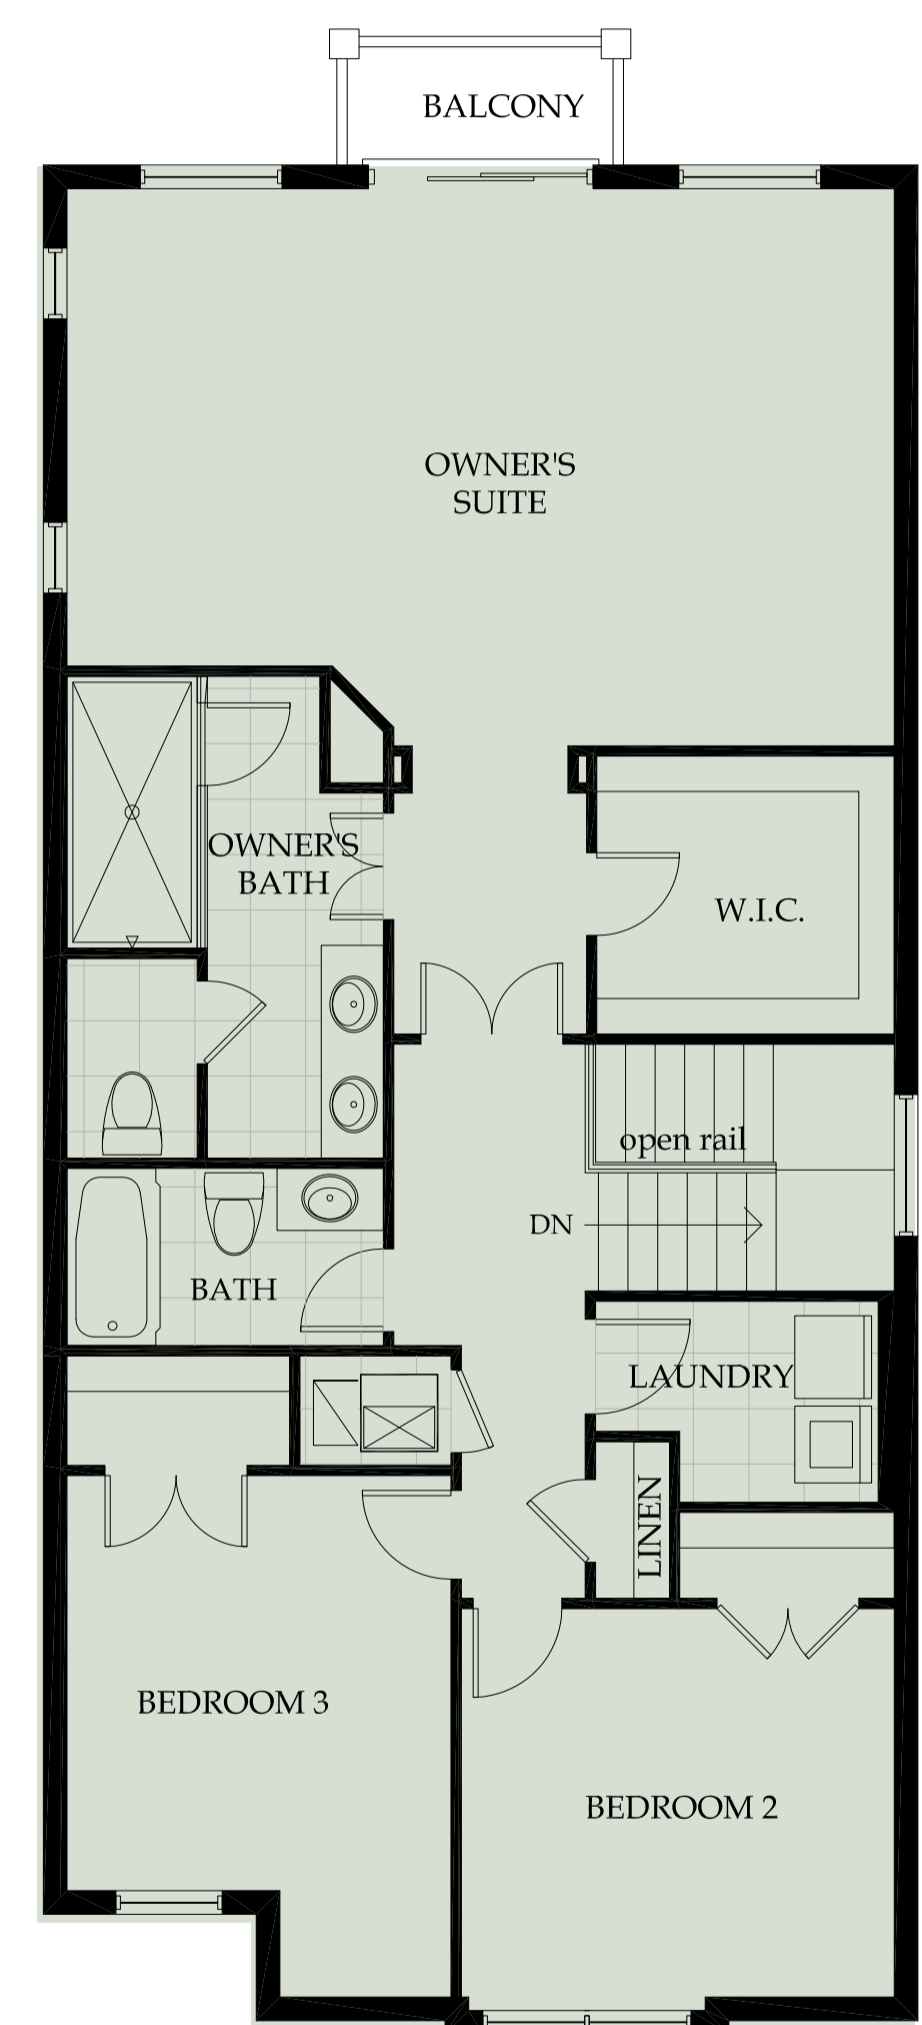 BALCONY
OWNER'S
SUITE
OWNER'S
BATH
W.I.C.
open rail
DN
BATH
LAUNDRY
LINEN
BEDROOM 3
BEDROOM 2